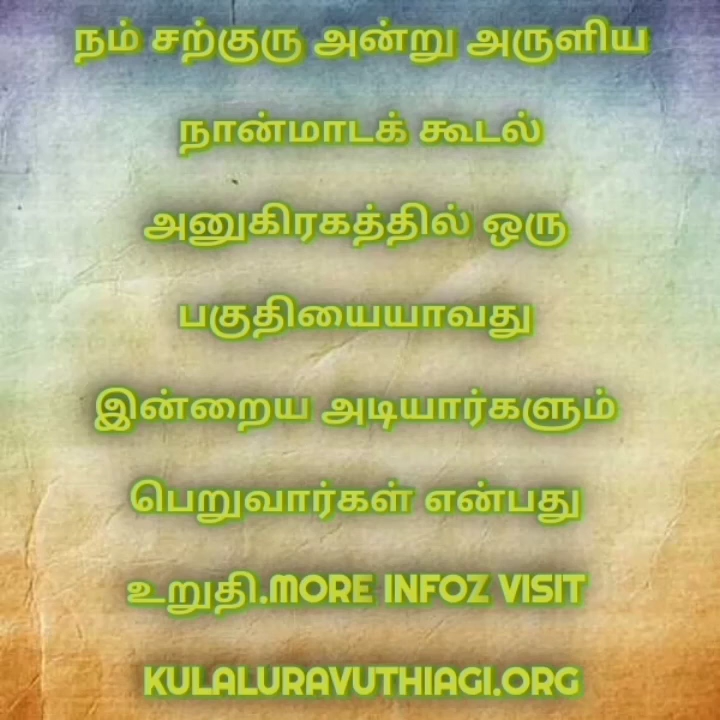 நம் சற்குரு அன்று அருளிய
நான்மாடக் கூடல்
அனுகிரகத்தில் ஒரு
பகுதியையாவது
இன்றைய அடியார்களும்
பெறுவார்கள் என்பது
உறுதி.MORE INFOZ VISIT
KULALURAVUTHIAGI.ORG